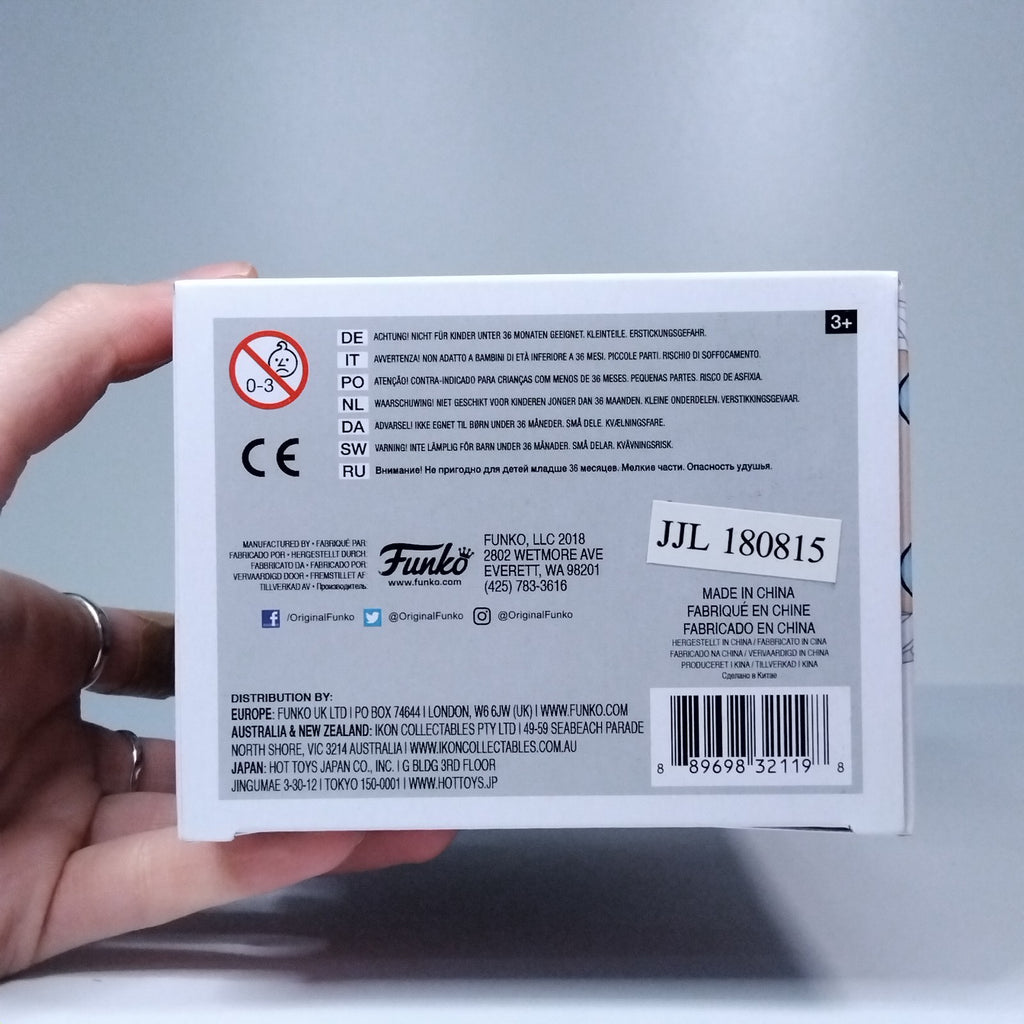 3+
0-3
DE ACHTUNG! NICHT FÜR KINDER UNTER 36 MONATEN GEEIGNET. KLEINTEILE. ERSTICKUNGSGEFAHR.
IT AVVERTENZA! NON ADATTO A BAMBINI DI ETÀ INFERIORE A 36 MESI. PICCOLE PARTI. RISCHIO DI SOFFOCAMENTO.
PO ATENÇÃO! CONTRA-INDICADO PARA CRIANÇAS COM MENOS DE 36 MESES. PEQUENAS PARTES. RISCO DE ASFIXIA.
NL WAARSCHUWING! NIET GESCHIKT VOOR KINDEREN JONGER DAN 36 MAANDEN. KLEINE ONDERDELEN. VERSTIKKINGSGEVAAR.
DA ADVARSEL! IKKE EGNET TIL BØRN UNDER 36 MÅNEDER. SMÅ DELE. KVÆLNINGSFARE.
SW VARNING! INTE LÄMPLIG FÖR BARN UNDER 36 MÅNADER. SMÅ DELAR. KVÄVNINGSRISK.
RU Внимание! Не пригодно для детей младше 36 месяцев. Мелкие части. Опасность удушья.
CE
MANUFACTURED BY • FABRIQUÉ PAR
FABRICADO POR • HERGESTELLT DURCH
FABBRICATO DA • FABRICADO POR
VERVAARDIGD DOOR • FREMSTILLET AF
TILLVERKAD AV • Производитель
Funko
www.funko.com
FUNKO, LLC 2018
2802 WETMORE AVE
EVERETT, WA 98201
(425) 783-3616
/OriginalFunko @OriginalFunko @OriginalFunko
JJL 180815
MADE IN CHINA
FABRIQUÉ EN CHINE
FABRICADO EN CHINA
HERGESTELLT IN CHINA / FABBRICATO IN CINA
FABRICADO NA CHINA / VERVAARDIGD IN CHINA
PRODUCERET I KINA / TILLVERKAD I KINA
Сделано в Китае
DISTRIBUTION BY:
EUROPE: FUNKO UK LTD | PO BOX 74644 | LONDON, W6 6JW (UK) | WWW.FUNKO.COM
AUSTRALIA & NEW ZEALAND: IKON COLLECTABLES PTY LTD | 49-59 SEABEACH PARADE
NORTH SHORE, VIC 3214 AUSTRALIA | WWW.IKONCOLLECTABLES.COM.AU
JAPAN: HOT TOYS JAPAN CO., INC. | G BLDG 3RD FLOOR
JINGUMAE 3-30-12 | TOKYO 150-0001 | WWW.HOTTOYS.JP
8 89698 32119 8